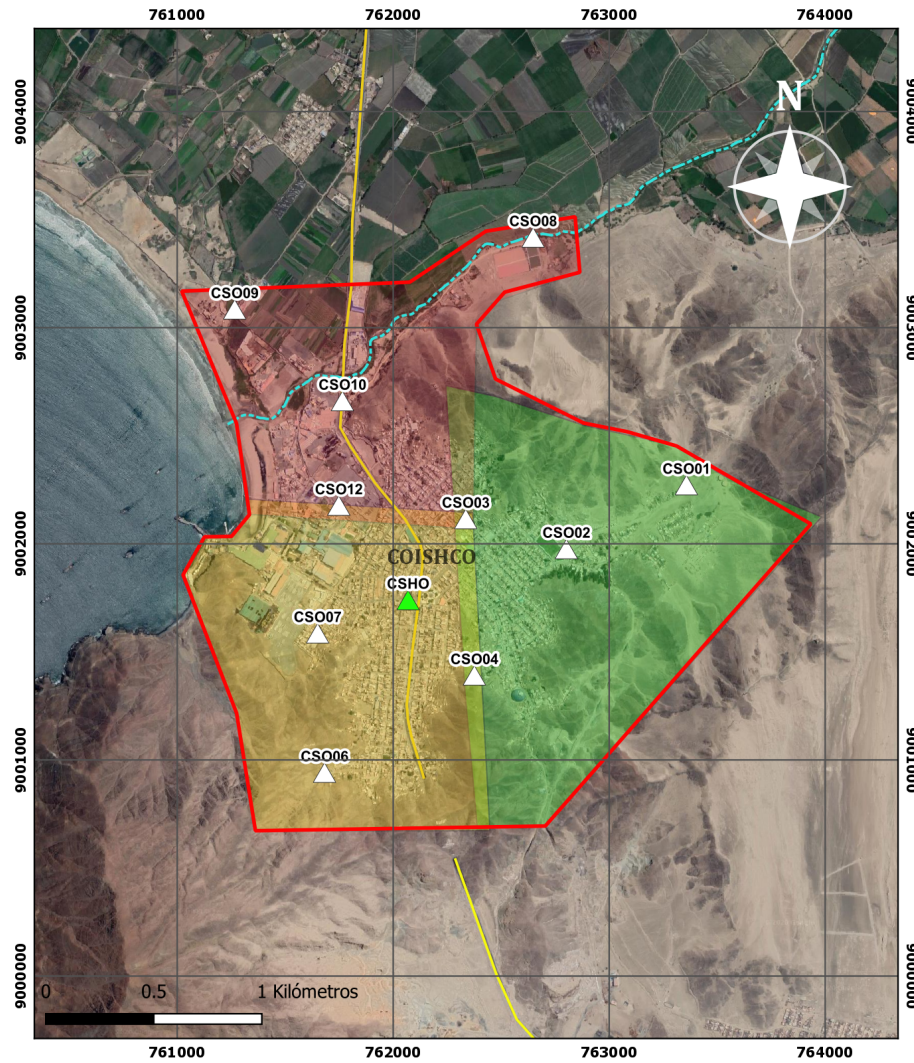 761000 762000 763000 764000
9004000 9004000
N
CSO08
CSO09
9003000 9003000
CSO10
CSO01
CSO12 CSO03
CSO02
9002000 9002000
COISHCO
CSHO
CSO07
CSO04
CSO06
9001000 9001000
9000000 9000000
0 0.5 1 Kilómetros
761000 762000 763000 764000